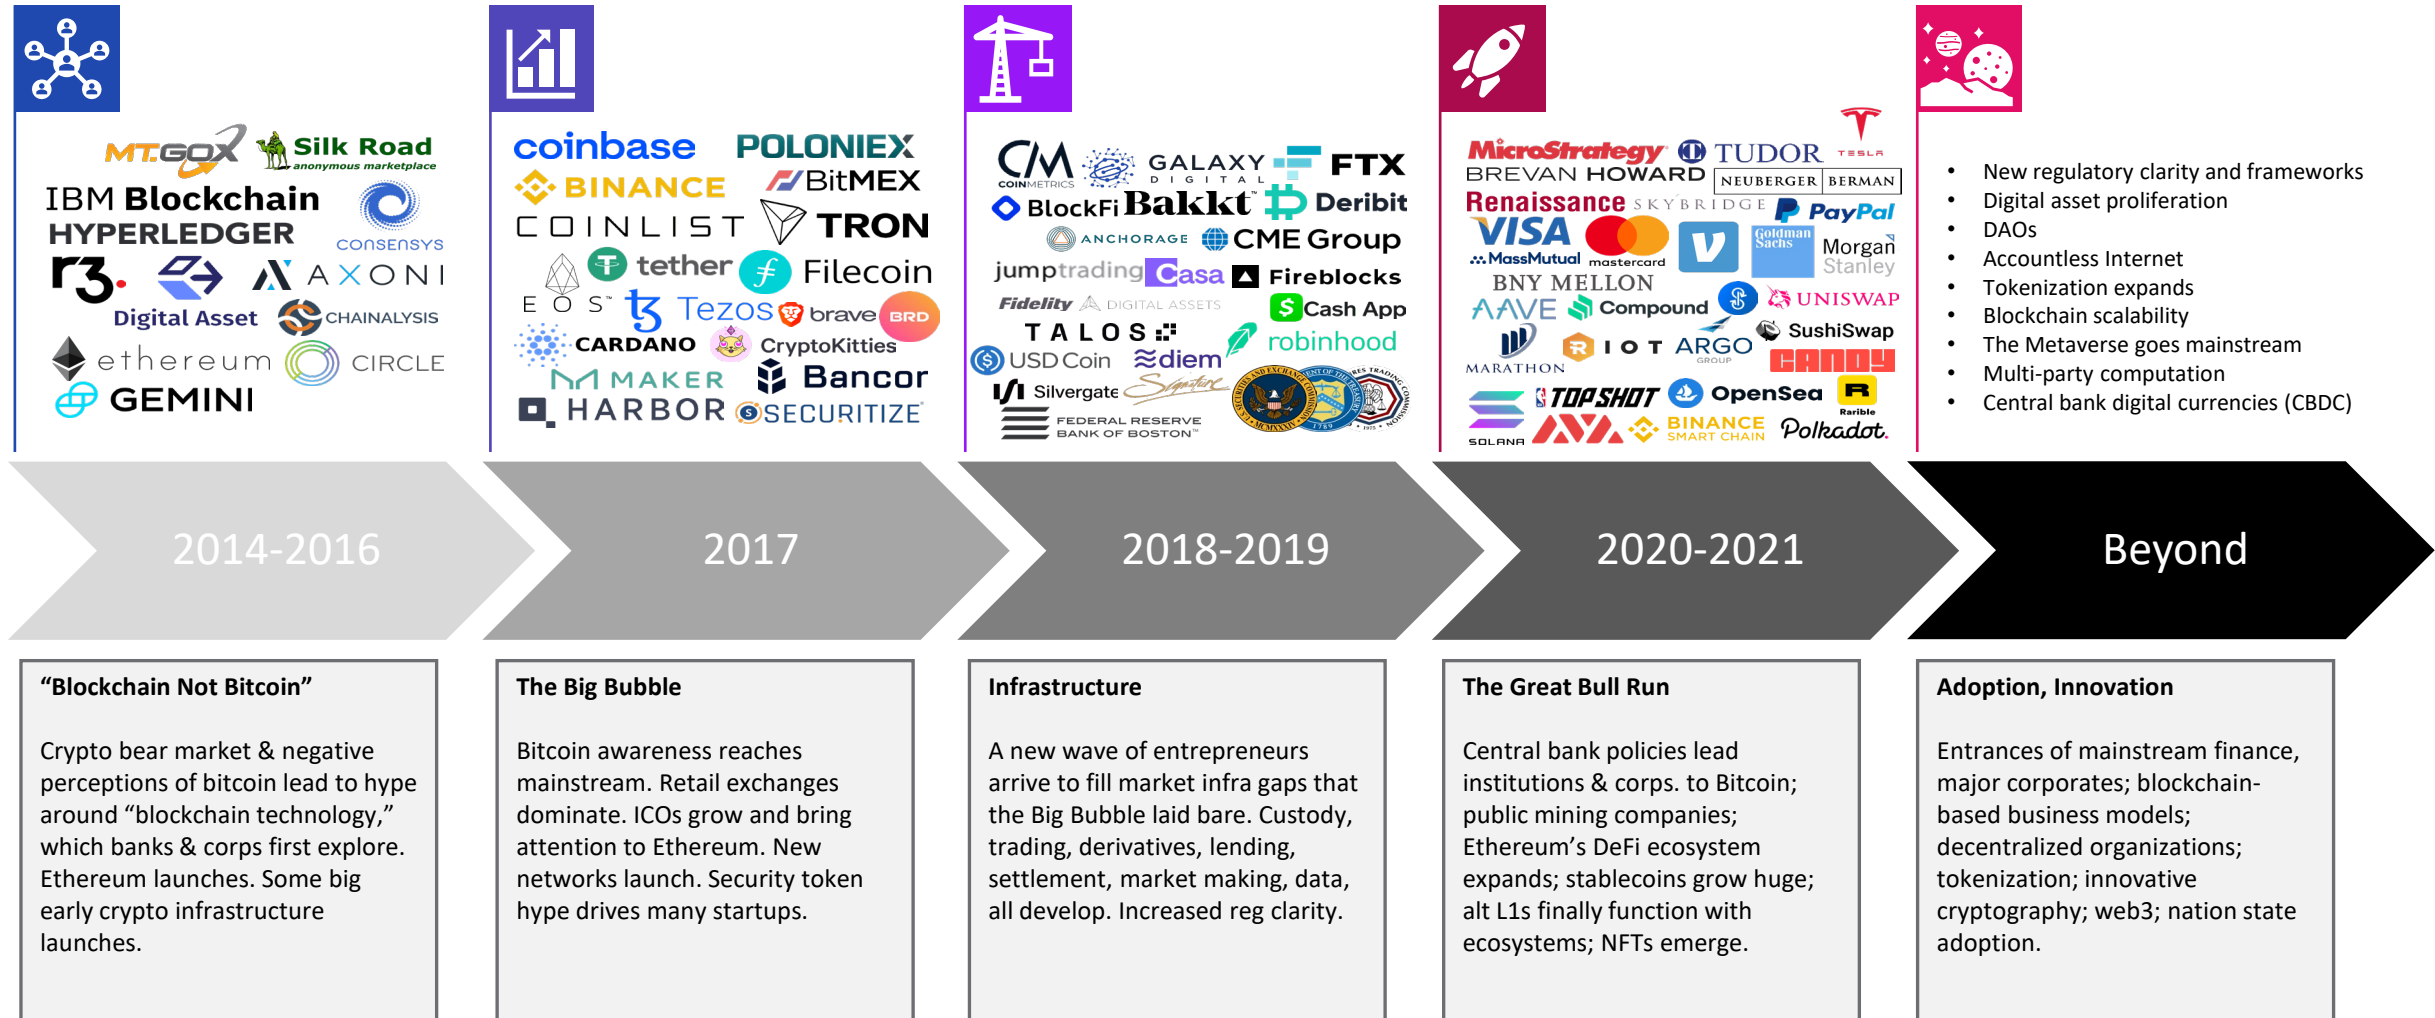 MT.GOX
Silk Road
anonymous marketplace
IBM Blockchain
HYPERLEDGER
CONSENSYS
r3.
AXONI
Digital Asset
CHAINALYSIS
ethereum
CIRCLE
GEMINI
coinbase
POLONIEX
BINANCE
BitMEX
COINLIST
TRON
tether
Filecoin
EOS™
Tezos
brave
BRD
CARDANO
CryptoKitties
MAKER
Bancor
HARBOR
SECURITIZE
CM
COINMETRICS
GALAXY
DIGITAL
FTX
BlockFi
Bakkt™
Deribit
ANCHORAGE
CME Group
jumptrading
Casa
Fireblocks
Fidelity
DIGITAL ASSETS
Cash App
TALOS
robinhood
USD Coin
diem
Silvergate
Signature
FEDERAL RESERVE
BANK OF BOSTON™
MicroStrategy
TUDOR
TESLA
BREVAN HOWARD
NEUBERGER BERMAN
Renaissance
SKYBRIDGE
PayPal
VISA
mastercard
Goldman
Sachs
Morgan
Stanley
MassMutual
BNY MELLON
AAVE
Compound
UNISWAP
MARATHON
RIOT
ARGO
GROUP
SushiSwap
CANDY
TOP SHOT
OpenSea
R
Rarible
SOLANA
BINANCE
SMART CHAIN
Polkadot.
• New regulatory clarity and frameworks
• Digital asset proliferation
• DAOs
• Accountless Internet
• Tokenization expands
• Blockchain scalability
• The Metaverse goes mainstream
• Multi-party computation
• Central bank digital currencies (CBDC)
2014-2016
2017
2018-2019
2020-2021
Beyond
“Blockchain Not Bitcoin”
Crypto bear market & negative
perceptions of bitcoin lead to hype
around “blockchain technology,”
which banks & corps first explore.
Ethereum launches. Some big
early crypto infrastructure
launches.
The Big Bubble
Bitcoin awareness reaches
mainstream. Retail exchanges
dominate. ICOs grow and bring
attention to Ethereum. New
networks launch. Security token
hype drives many startups.
Infrastructure
A new wave of entrepreneurs
arrive to fill market infra gaps that
the Big Bubble laid bare. Custody,
trading, derivatives, lending,
settlement, market making, data,
all develop. Increased reg clarity.
The Great Bull Run
Central bank policies lead
institutions & corps. to Bitcoin;
public mining companies;
Ethereum’s DeFi ecosystem
expands; stablecoins grow huge;
alt L1s finally function with
ecosystems; NFTs emerge.
Adoption, Innovation
Entrances of mainstream finance,
major corporates; blockchain-
based business models;
decentralized organizations;
tokenization; innovative
cryptography; web3; nation state
adoption.